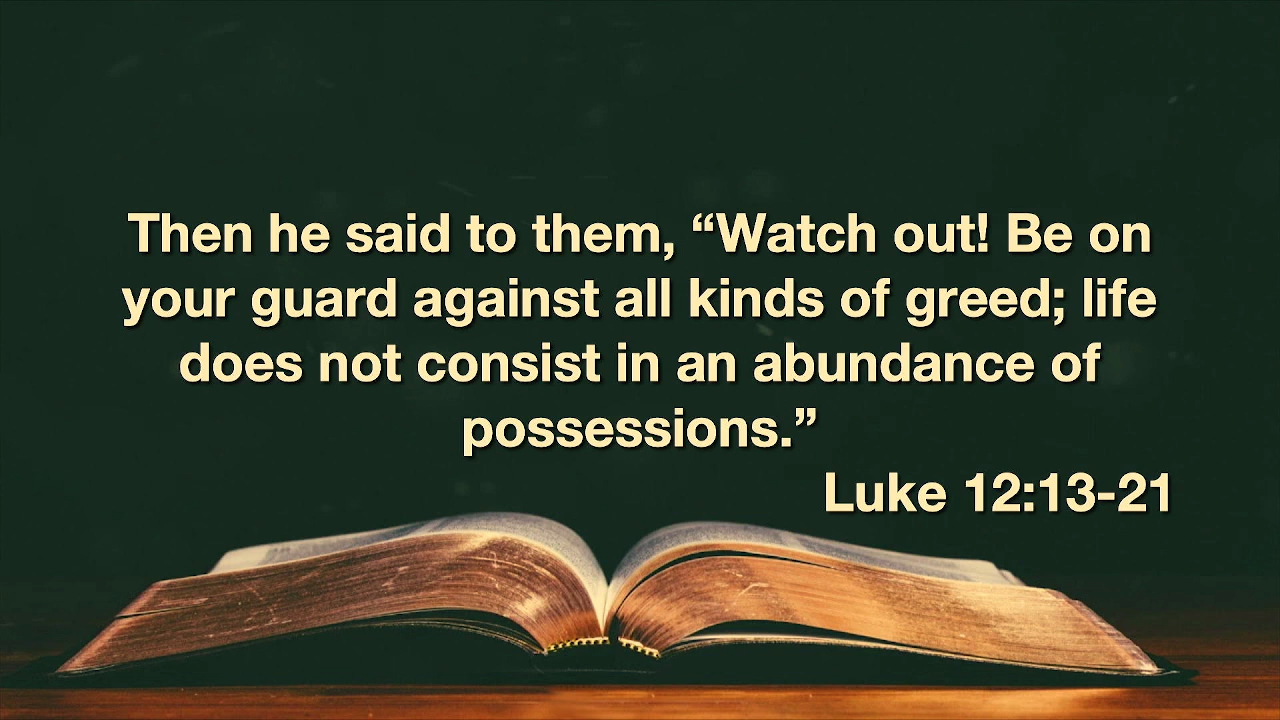 Then he said to them, “Watch out! Be on
your guard against all kinds of greed; life
does not consist in an abundance of
possessions.”
Luke 12:13-21